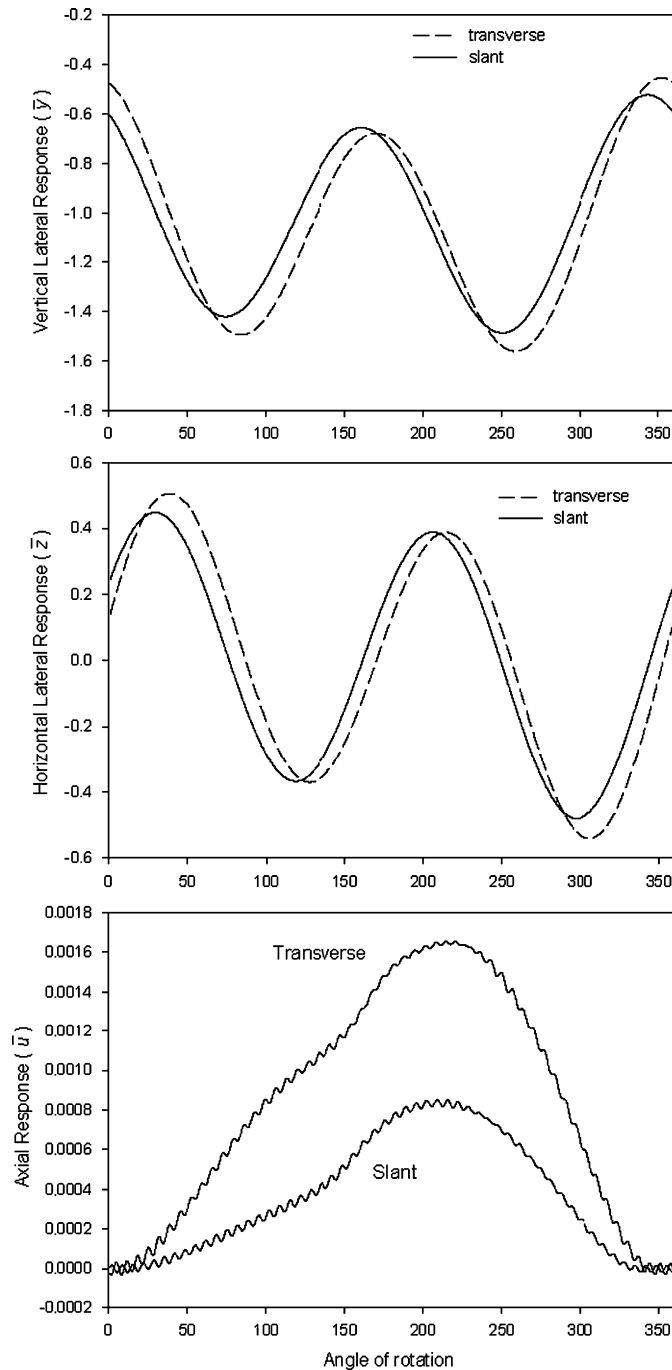 -0.2
-0.4
-0.6
-0.8
-1.0
-1.2
-1.4
-1.6
-1.8
Vertical Lateral Response ( y̅ )
transverse
slant
0 50 100 150 200 250 300 350
0.6
0.4
0.2
0.0
-0.2
-0.4
-0.6
Horizontal Lateral Response ( z̅ )
transverse
slant
0 50 100 150 200 250 300 350
0.0018
0.0016
0.0014
0.0012
0.0010
0.0008
0.0006
0.0004
0.0002
0.0000
-0.0002
Axial Response ( u̅ )
Transverse
Slant
0 50 100 150 200 250 300 350
Angle of rotation